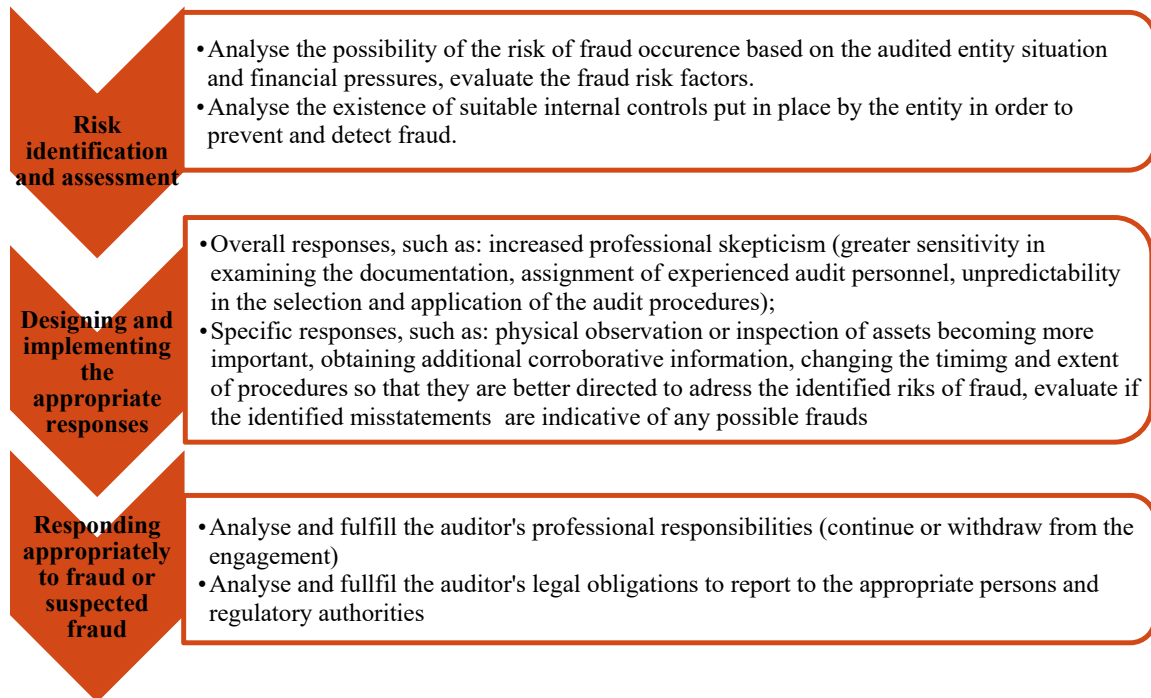 Risk
identification
and assessment
•Analyse the possibility of the risk of fraud occurence based on the audited entity situation
and financial pressures, evaluate the fraud risk factors.
•Analyse the existence of suitable internal controls put in place by the entity in order to
prevent and detect fraud.
Designing and
implementing
the
appropriate
responses
•Overall responses, such as: increased professional skepticism (greater sensitivity in
examining the documentation, assignment of experienced audit personnel, unpredictability
in the selection and application of the audit procedures);
•Specific responses, such as: physical observation or inspection of assets becoming more
important, obtaining additional corroborative information, changing the timimg and extent
of procedures so that they are better directed to adress the identified riks of fraud, evaluate if
the identified misstatements  are indicative of any possible frauds
Responding
appropriately
to fraud or
suspected
fraud
•Analyse and fulfill the auditor's professional responsibilities (continue or withdraw from the
engagement)
•Analyse and fullfil the auditor's legal obligations to report to the appropriate persons and
regulatory authorities